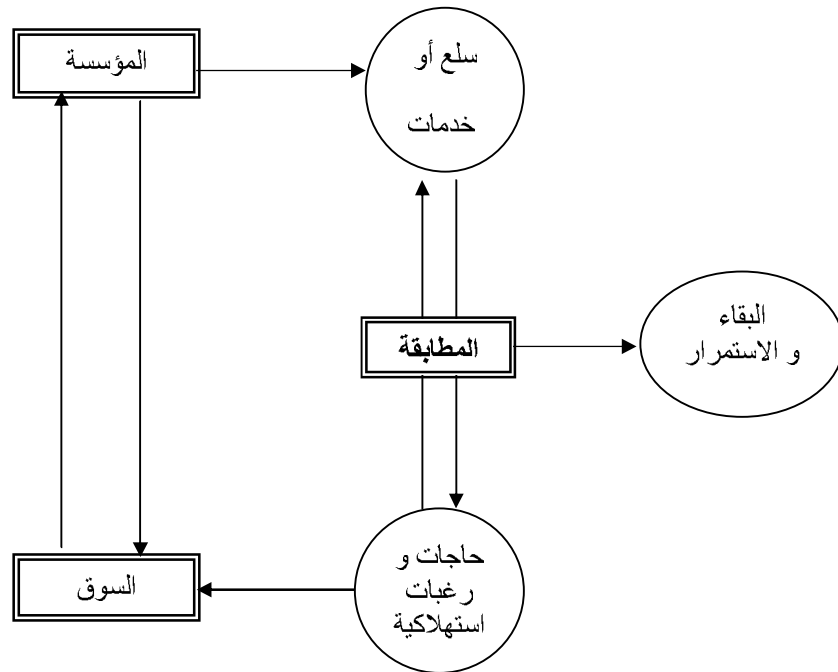 المؤسسة
سلع أو
خدمات
المطابقة
البقاء
و الاستمرار
السوق
حاجات و
رغبات
استهلاكية